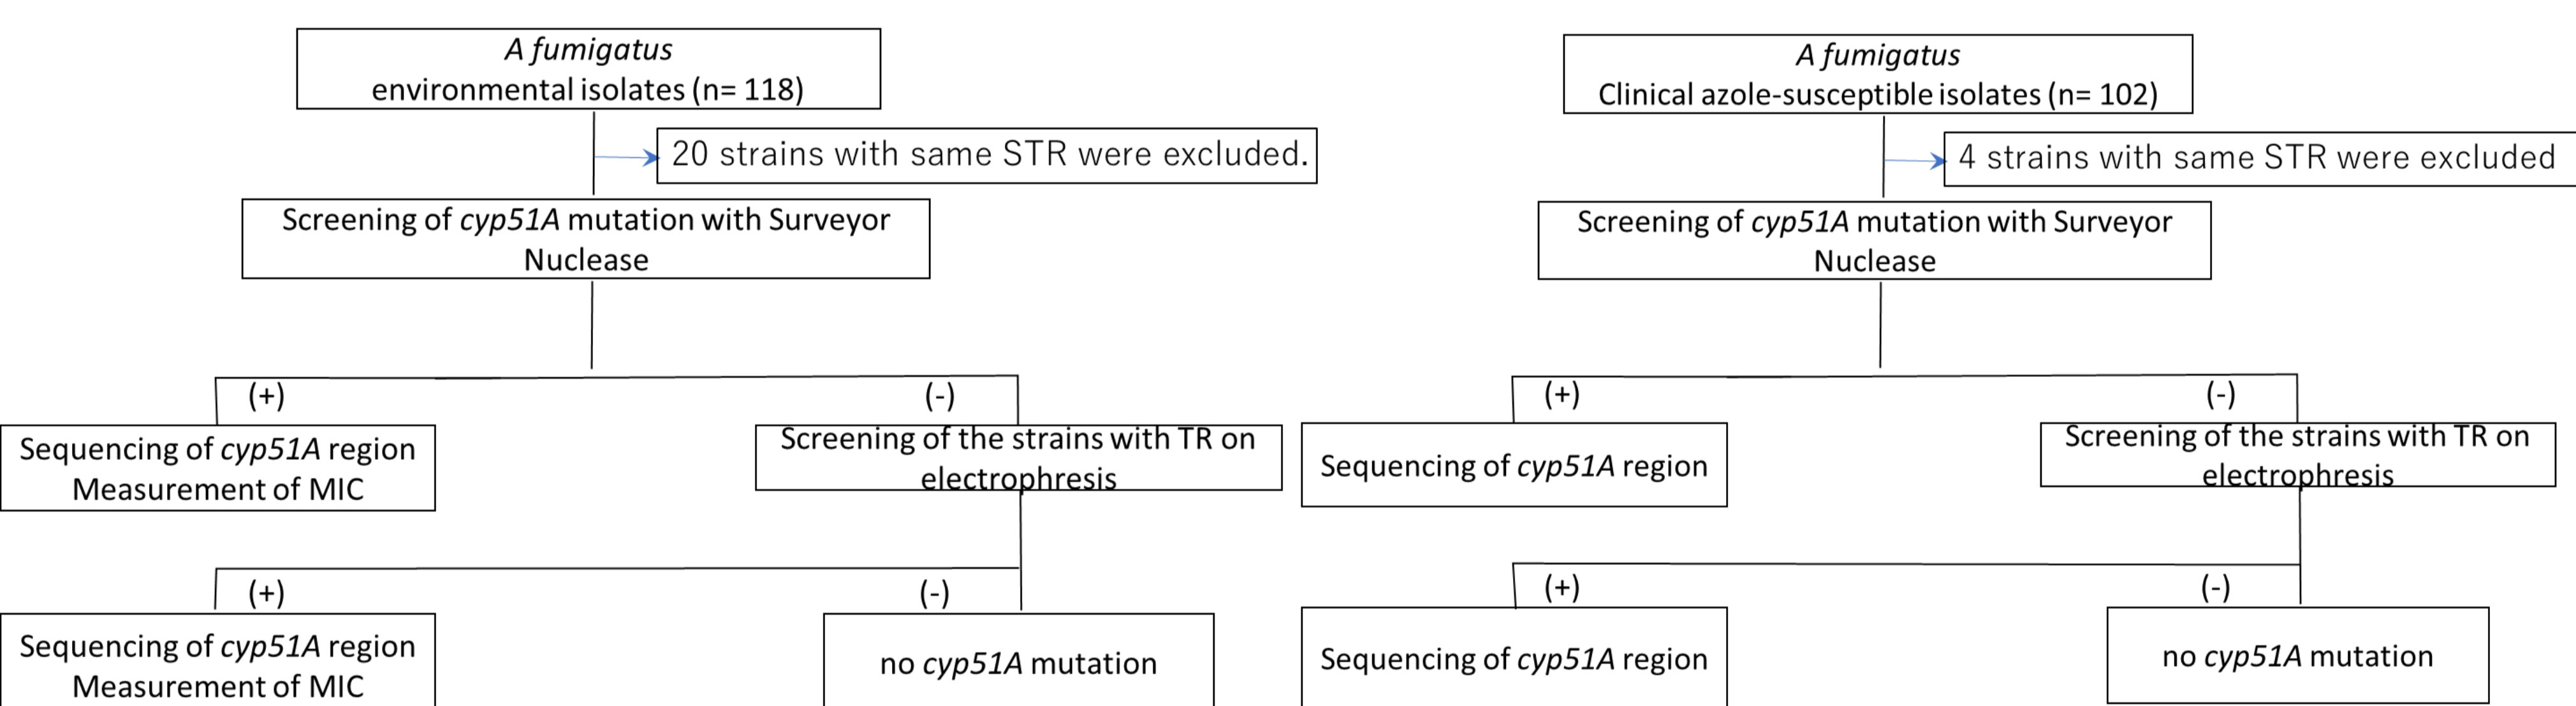 A fumigatus
environmental isolates (n= 118)
20 strains with same STR were excluded.
Screening of cyp51A mutation with Surveyor
Nuclease
(+)
(-)
Sequencing of cyp51A region
Measurement of MIC
Screening of the strains with TR on
electrophresis
(+)
(-)
Sequencing of cyp51A region
Measurement of MIC
no cyp51A mutation
A fumigatus
Clinical azole-susceptible isolates (n= 102)
4 strains with same STR were excluded
Screening of cyp51A mutation with Surveyor
Nuclease
(+)
(-)
Sequencing of cyp51A region
Screening of the strains with TR on
electrophresis
(+)
(-)
Sequencing of cyp51A region
no cyp51A mutation